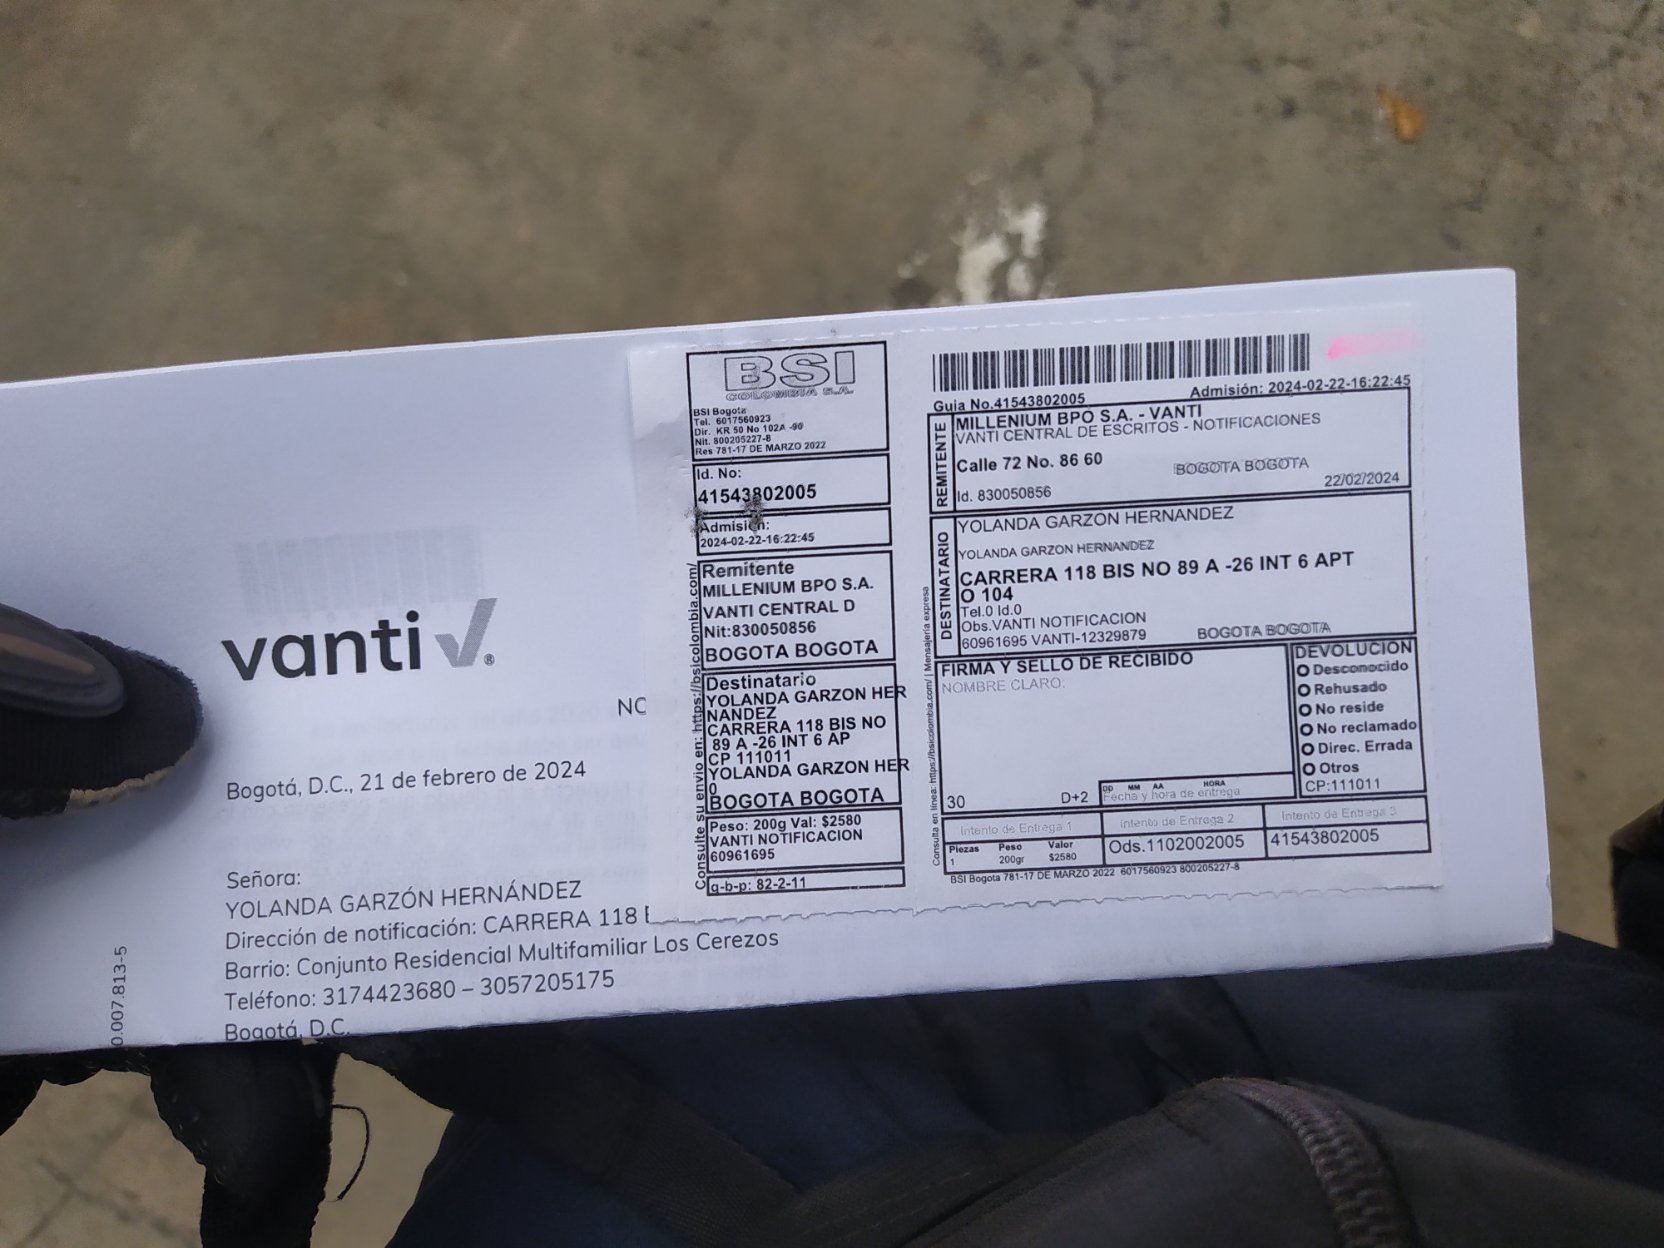 vanti
NO
Bogotá, D.C., 21 de febrero de 2024
Señora:
YOLANDA GARZÓN HERNÁNDEZ
Dirección de notificación: CARRERA 118
Barrio: Conjunto Residencial Multifamiliar Los Cerezos
Teléfono: 3174423680 – 3057205175
Bogotá, D.C.
0.007.813-5
BSI
COLOMBIA S.A.
BSI Bogota
Tel. 6017560923
Dir. KR 50 No 102A -90
Nit. 800205227-8
Res 781-17 DE MARZO 2022
Id. No:
41543802005
Admisión:
2024-02-22-16:22:45
Remitente
MILLENIUM BPO S.A.
VANTI CENTRAL D
Nit:830050856
BOGOTA BOGOTA
Destinatario
YOLANDA GARZON HER
NANDEZ
CARRERA 118 BIS NO
89 A -26 INT 6 AP
CP 111011
YOLANDA GARZON HER
0
BOGOTA BOGOTA
Peso: 200g Val: $2580
VANTI NOTIFICACION
60961695
q-b-p: 82-2-11
Consulte su envio en: https://bsicolombia.com/
Guia No.41543802005
Admisión: 2024-02-22-16:22:45
REMITENTE
MILLENIUM BPO S.A. - VANTI
VANTI CENTRAL DE ESCRITOS - NOTIFICACIONES
Calle 72 No. 86 60
BOGOTA BOGOTA
22/02/2024
Id. 830050856
DESTINATARIO
YOLANDA GARZON HERNANDEZ
YOLANDA GARZON HERNANDEZ
CARRERA 118 BIS NO 89 A -26 INT 6 APT
O 104
Tel.0 Id.0
Obs.VANTI NOTIFICACION
60961695 VANTI-12329879
BOGOTA BOGOTA
FIRMA Y SELLO DE RECIBIDO
NOMBRE CLARO:
DEVOLUCION
Desconocido
Rehusado
No reside
No reclamado
Direc. Errada
Otros
CP:111011
30
D+2
DD MM AA HORA
Fecha y hora de entrega
Intento de Entrega 1
Intento de Entrega 2
Intento de Entrega 3
Piezas Peso Valor
1 200gr $2580
Ods.1102002005
41543802005
BSI Bogota 781-17 DE MARZO 2022 6017560923 800205227-8
Consulta en linea: https://bsicolombia.com/ | Mensajeria expresa